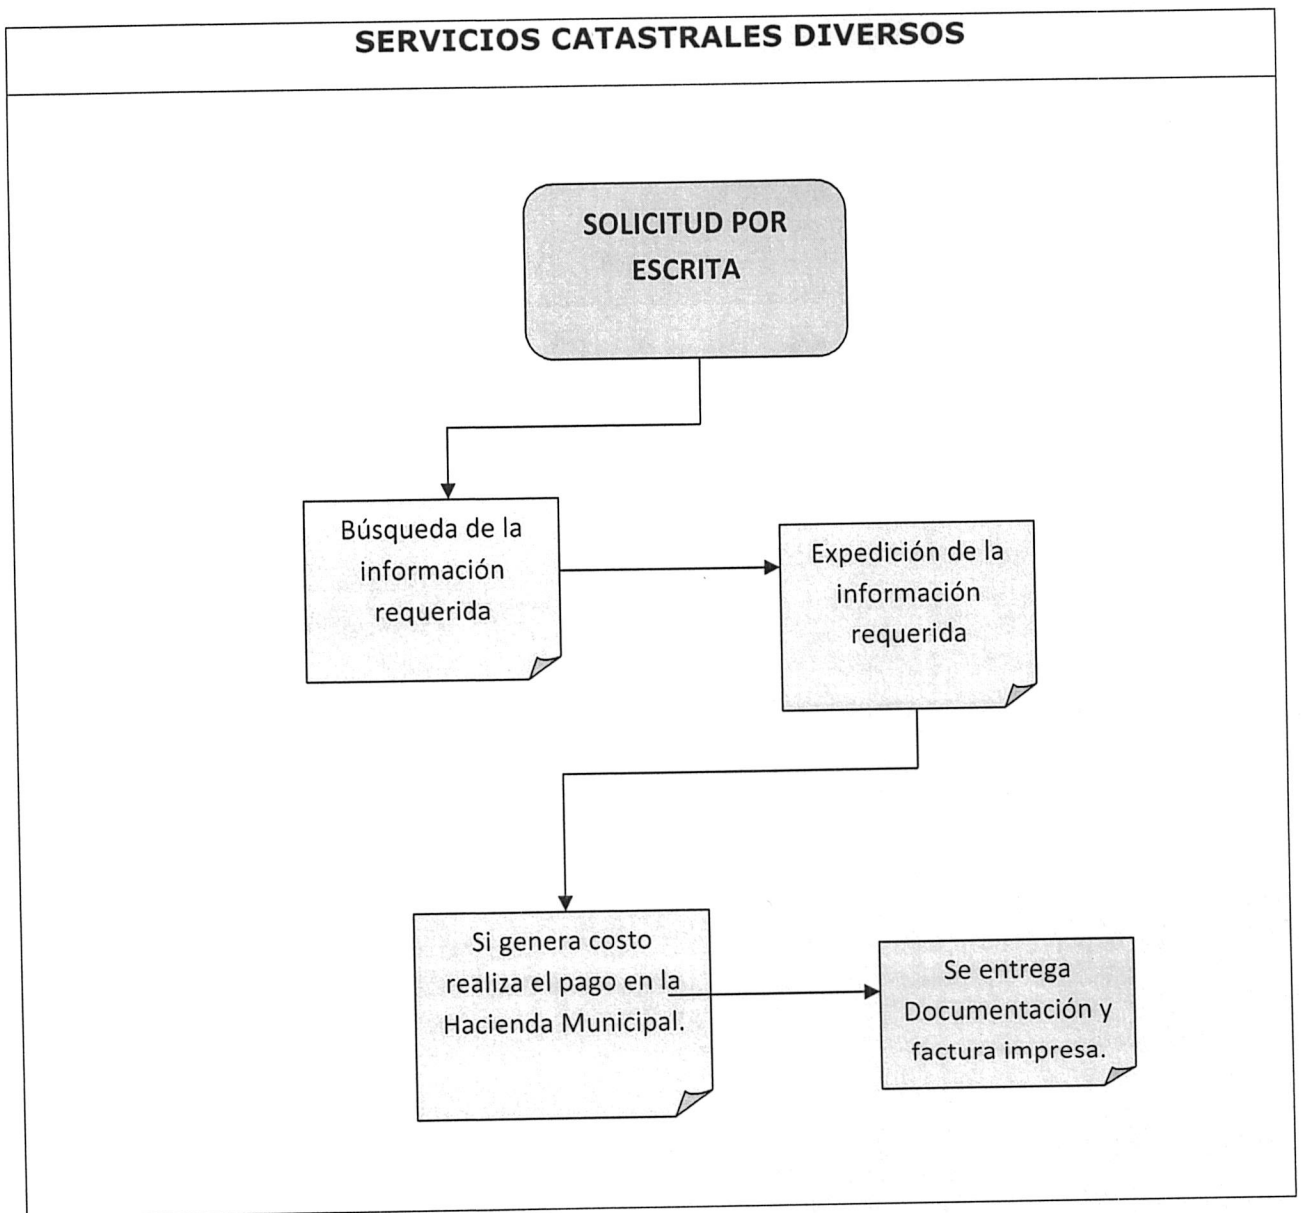 SERVICIOS CATASTRALES DIVERSOS
SOLICITUD POR
ESCRITA
Búsqueda de la
información
requerida
Expedición de la
información
requerida
Si genera costo
realiza el pago en la
Hacienda Municipal.
Se entrega
Documentación y
factura impresa.